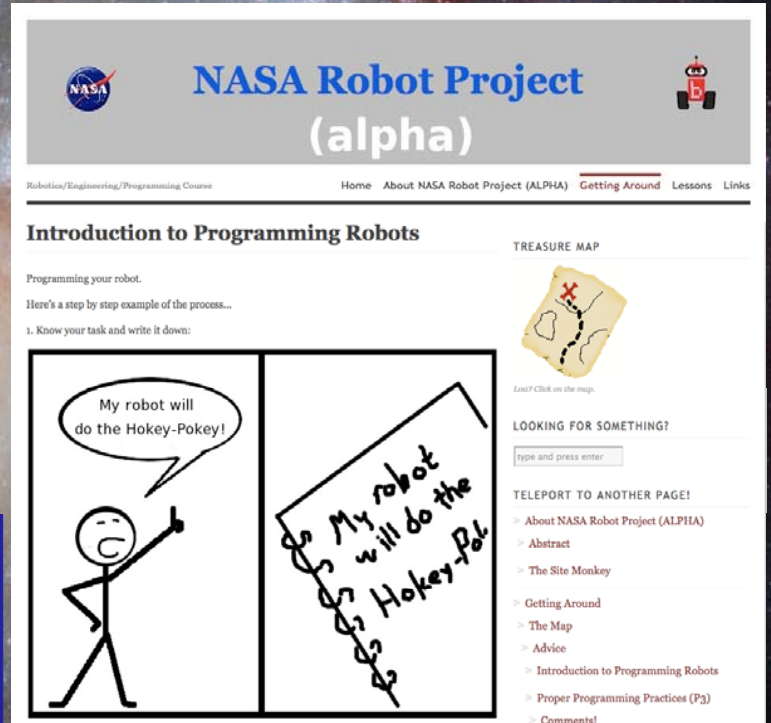 NASA
NASA Robot Project
b
(alpha)
Robotics/Engineering/Programming Course
Home About NASA Robot Project (ALPHA) Getting Around Lessons Links
Introduction to Programming Robots
Programming your robot.
Here's a step by step example of the process...
1. Know your task and write it down:
My robot will
do the Hokey-Pokey!
My robot
will do the
Hokey-Pok
TREASURE MAP
Lost? Click on the map.
LOOKING FOR SOMETHING?
type and press enter
TELEPORT TO ANOTHER PAGE!
> About NASA Robot Project (ALPHA)
> Abstract
> The Site Monkey
> Getting Around
> The Map
> Advice
> Introduction to Programming Robots
> Proper Programming Practices (P3)
> Comments!